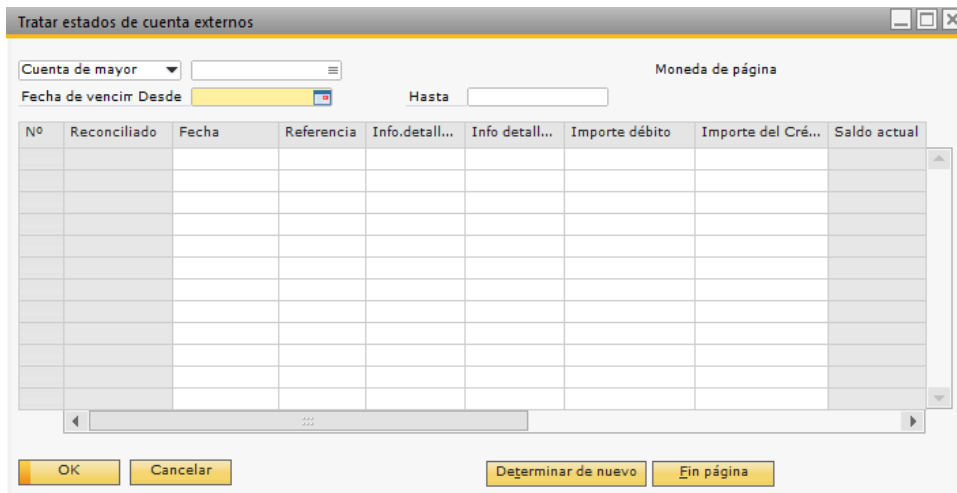 Tratar estados de cuenta externos
Cuenta de mayor Moneda de página
Fecha de vencim Desde Hasta
Nº Reconciliado Fecha Referencia Info.detall... Info detall... Importe débito Importe del Cré... Saldo actual
OK Cancelar Determinar de nuevo Fin página